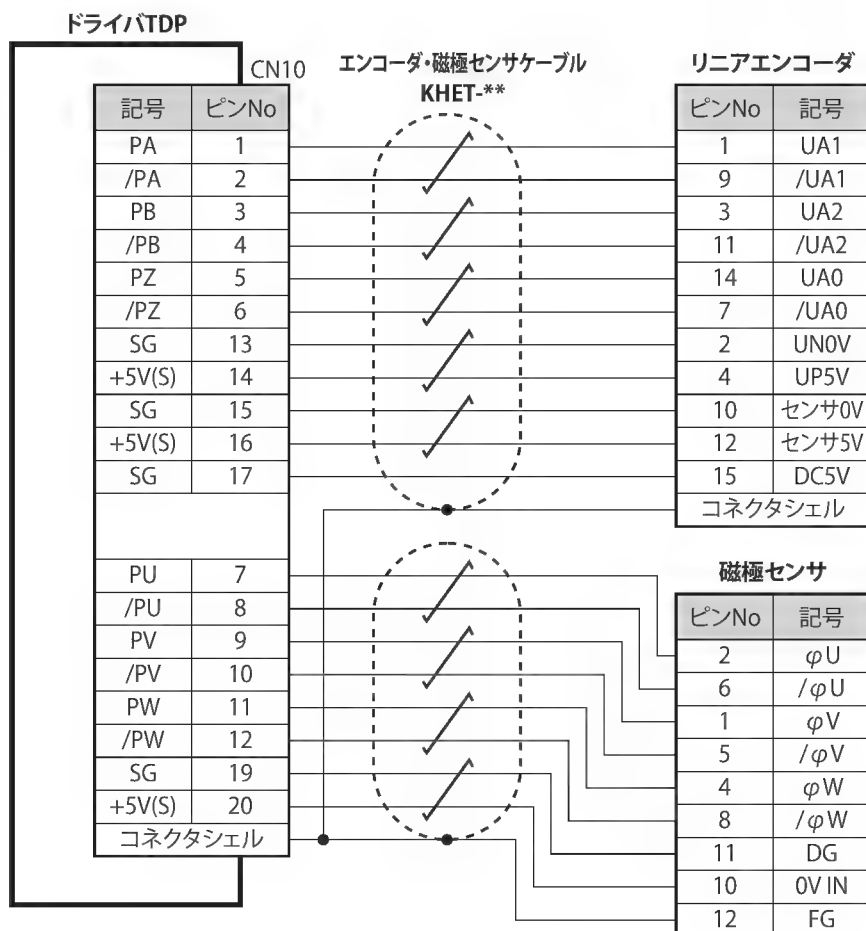 ドライバTDP
CN10
記号 ピンNo
PA 1
/PA 2
PB 3
/PB 4
PZ 5
/PZ 6
SG 13
+5V(S) 14
SG 15
+5V(S) 16
SG 17
PU 7
/PU 8
PV 9
/PV 10
PW 11
/PW 12
SG 19
+5V(S) 20
コネクタシェル
エンコーダ・磁極センサケーブル
KHET-**
リニアエンコーダ
ピンNo 記号
1 UA1
9 /UA1
3 UA2
11 /UA2
14 UA0
7 /UA0
2 UN0V
4 UP5V
10 センサ0V
12 センサ5V
15 DC5V
コネクタシェル
磁極センサ
ピンNo 記号
2 φU
6 /φU
1 φV
5 /φV
4 φW
8 /φW
11 DG
10 0V IN
12 FG